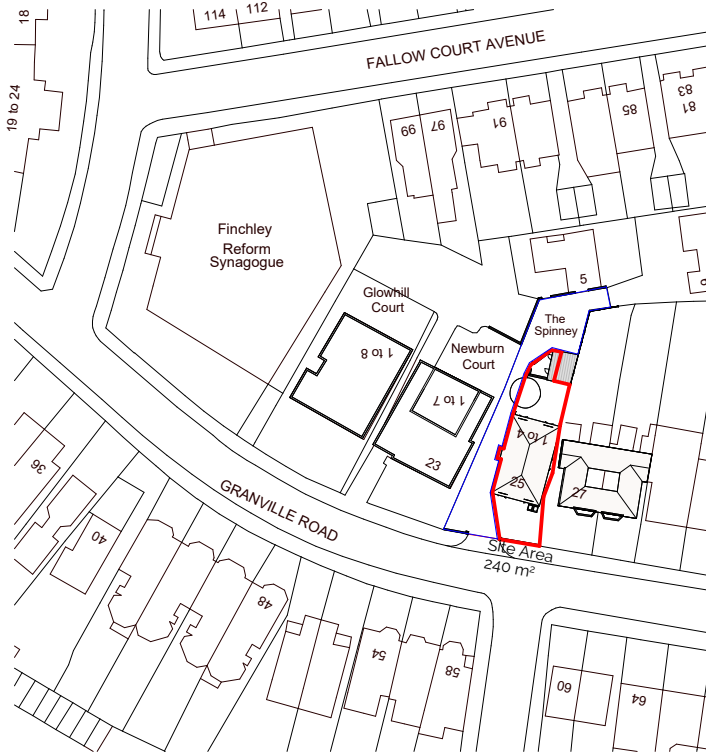 18
114
112
19 to 24
FALLOW COURT AVENUE
99
97
91
85
83
81
Finchley
Reform
Synagogue
5
Glowhill
Court
The
Spinney
1 to 8
Newburn
Court
1 to 7
1 to 4
23
25
27
36
GRANVILLE ROAD
40
Site Area
240 m²
48
54
58
60
64